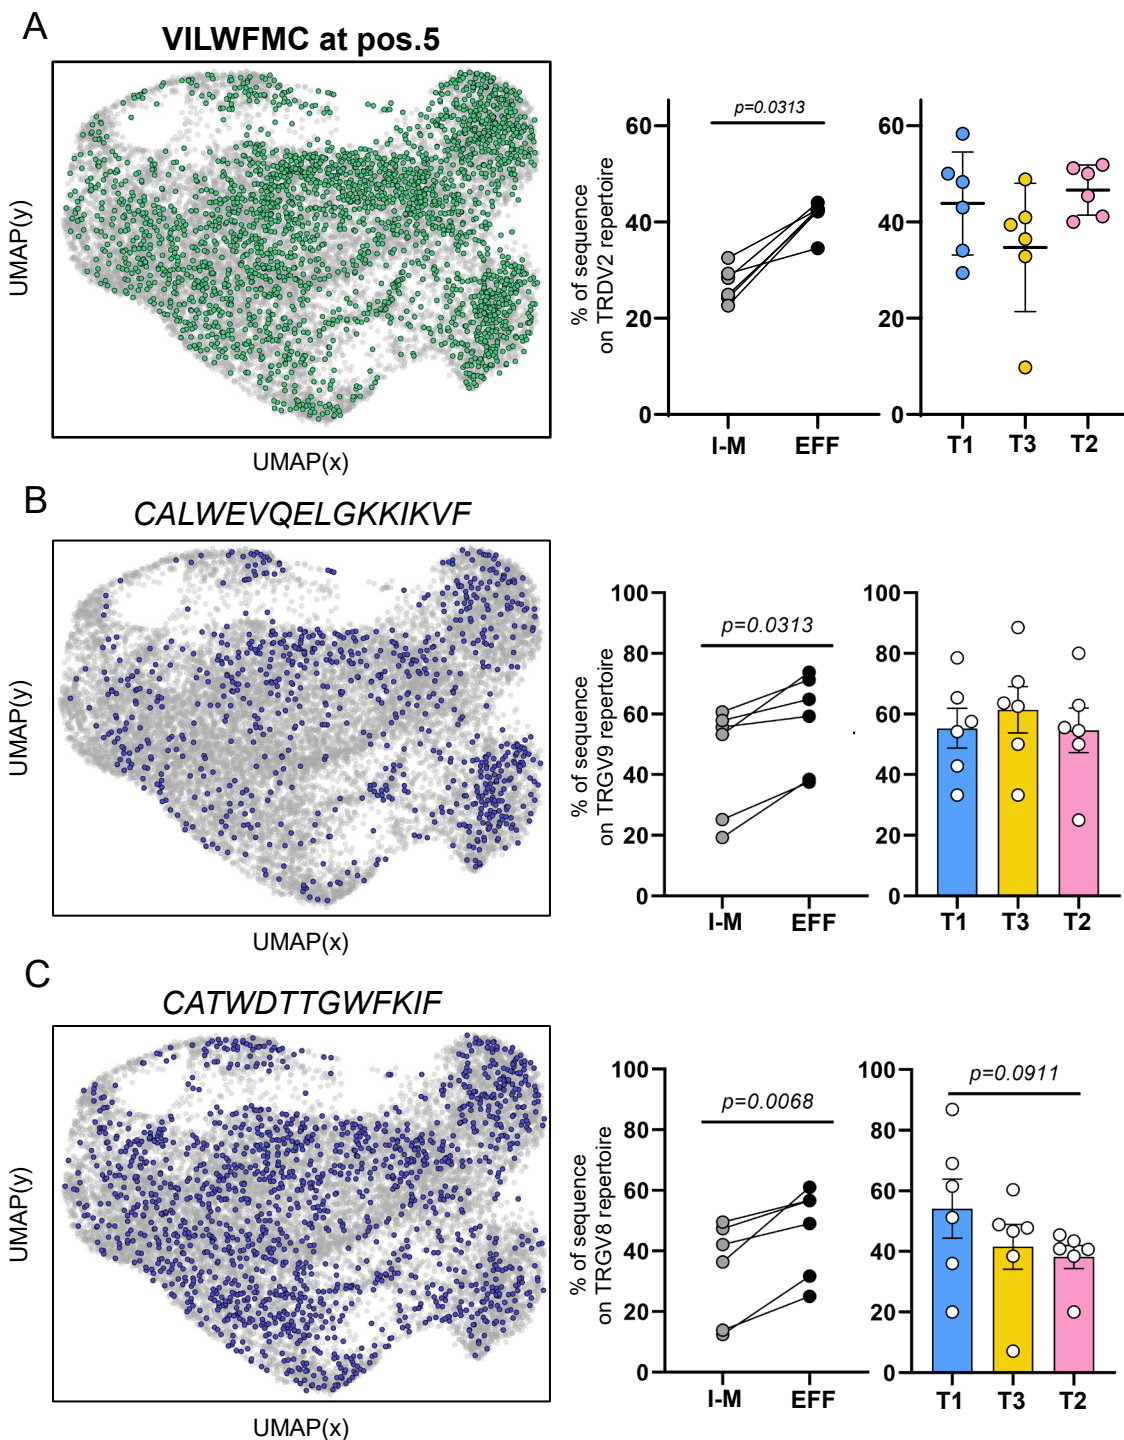 A
VILWFMC at pos.5
UMAP(y)
UMAP(x)
% of sequence
on TRDV2 repertoire
60
40
20
0
p=0.0313
I-M EFF
60
40
20
0
T1 T3 T2
B
CALWEVQELGKKIKVF
UMAP(y)
UMAP(x)
% of sequence
on TRGV9 repertoire
100
80
60
40
20
0
p=0.0313
I-M EFF
100
80
60
40
20
0
T1 T3 T2
C
CATWDTTGWFKIF
UMAP(y)
UMAP(x)
% of sequence
on TRGV8 repertoire
100
80
60
40
20
0
p=0.0068
I-M EFF
100
80
60
40
20
0
p=0.0911
T1 T3 T2